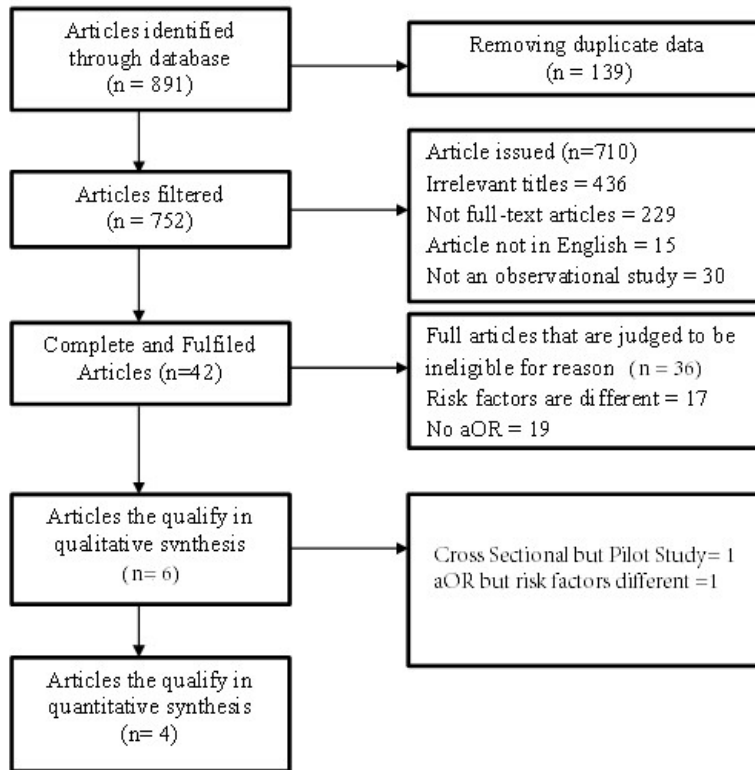 Articles identified
through database
(n = 891)
Removing duplicate data
(n = 139)
Articles filtered
(n = 752)
Article issued (n=710)
Irrelevant titles = 436
Not full-text articles = 229
Article not in English = 15
Not an observational study = 30
Complete and Fulfiled
Articles (n=42)
Full articles that are judged to be
ineligible for reason (n = 36)
Risk factors are different = 17
No aOR = 19
Articles the qualify in
qualitative synthesis
(n= 6)
Cross Sectional but Pilot Study= 1
aOR but risk factors different =1
Articles the qualify in
quantitative synthesis
(n= 4)